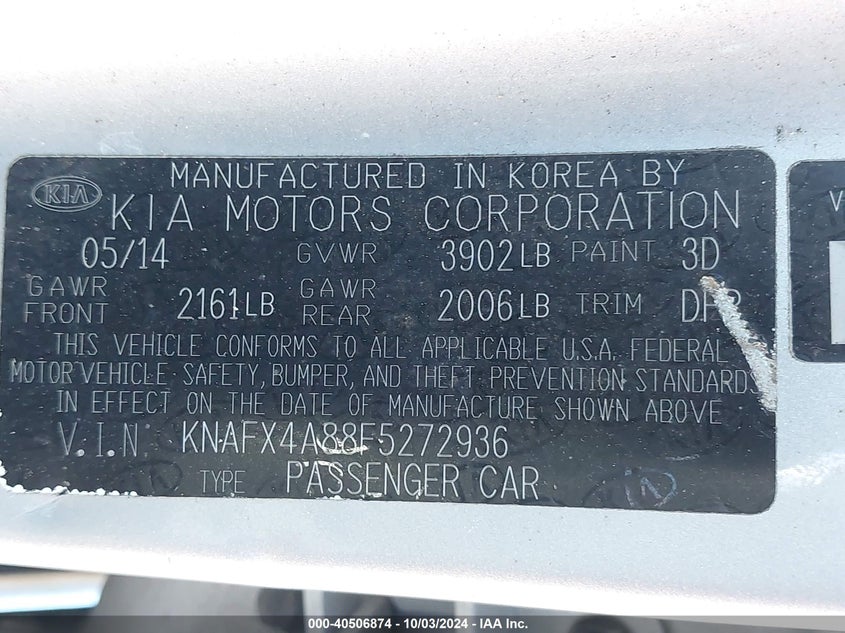 KIA
MANUFACTURED IN KOREA BY
KIA MOTORS CORPORATION
05/14 GVWR 3902LB PAINT 3D
GAWR FRONT 2161LB GAWR REAR 2006LB TRIM
THIS VEHICLE CONFORMS TO ALL APPLICABLE U.S.A. FEDERAL
MOTOR VEHICLE SAFETY, BUMPER, AND THEFT PREVENTION STANDARDS
IN EFFECT ON THE DATE OF MANUFACTURE SHOWN ABOVE
V.I.N: KNAFX4A88F5272936
TYPE PASSENGER CAR
V
000-40506874 | 10/03/2024 | IAA Inc.